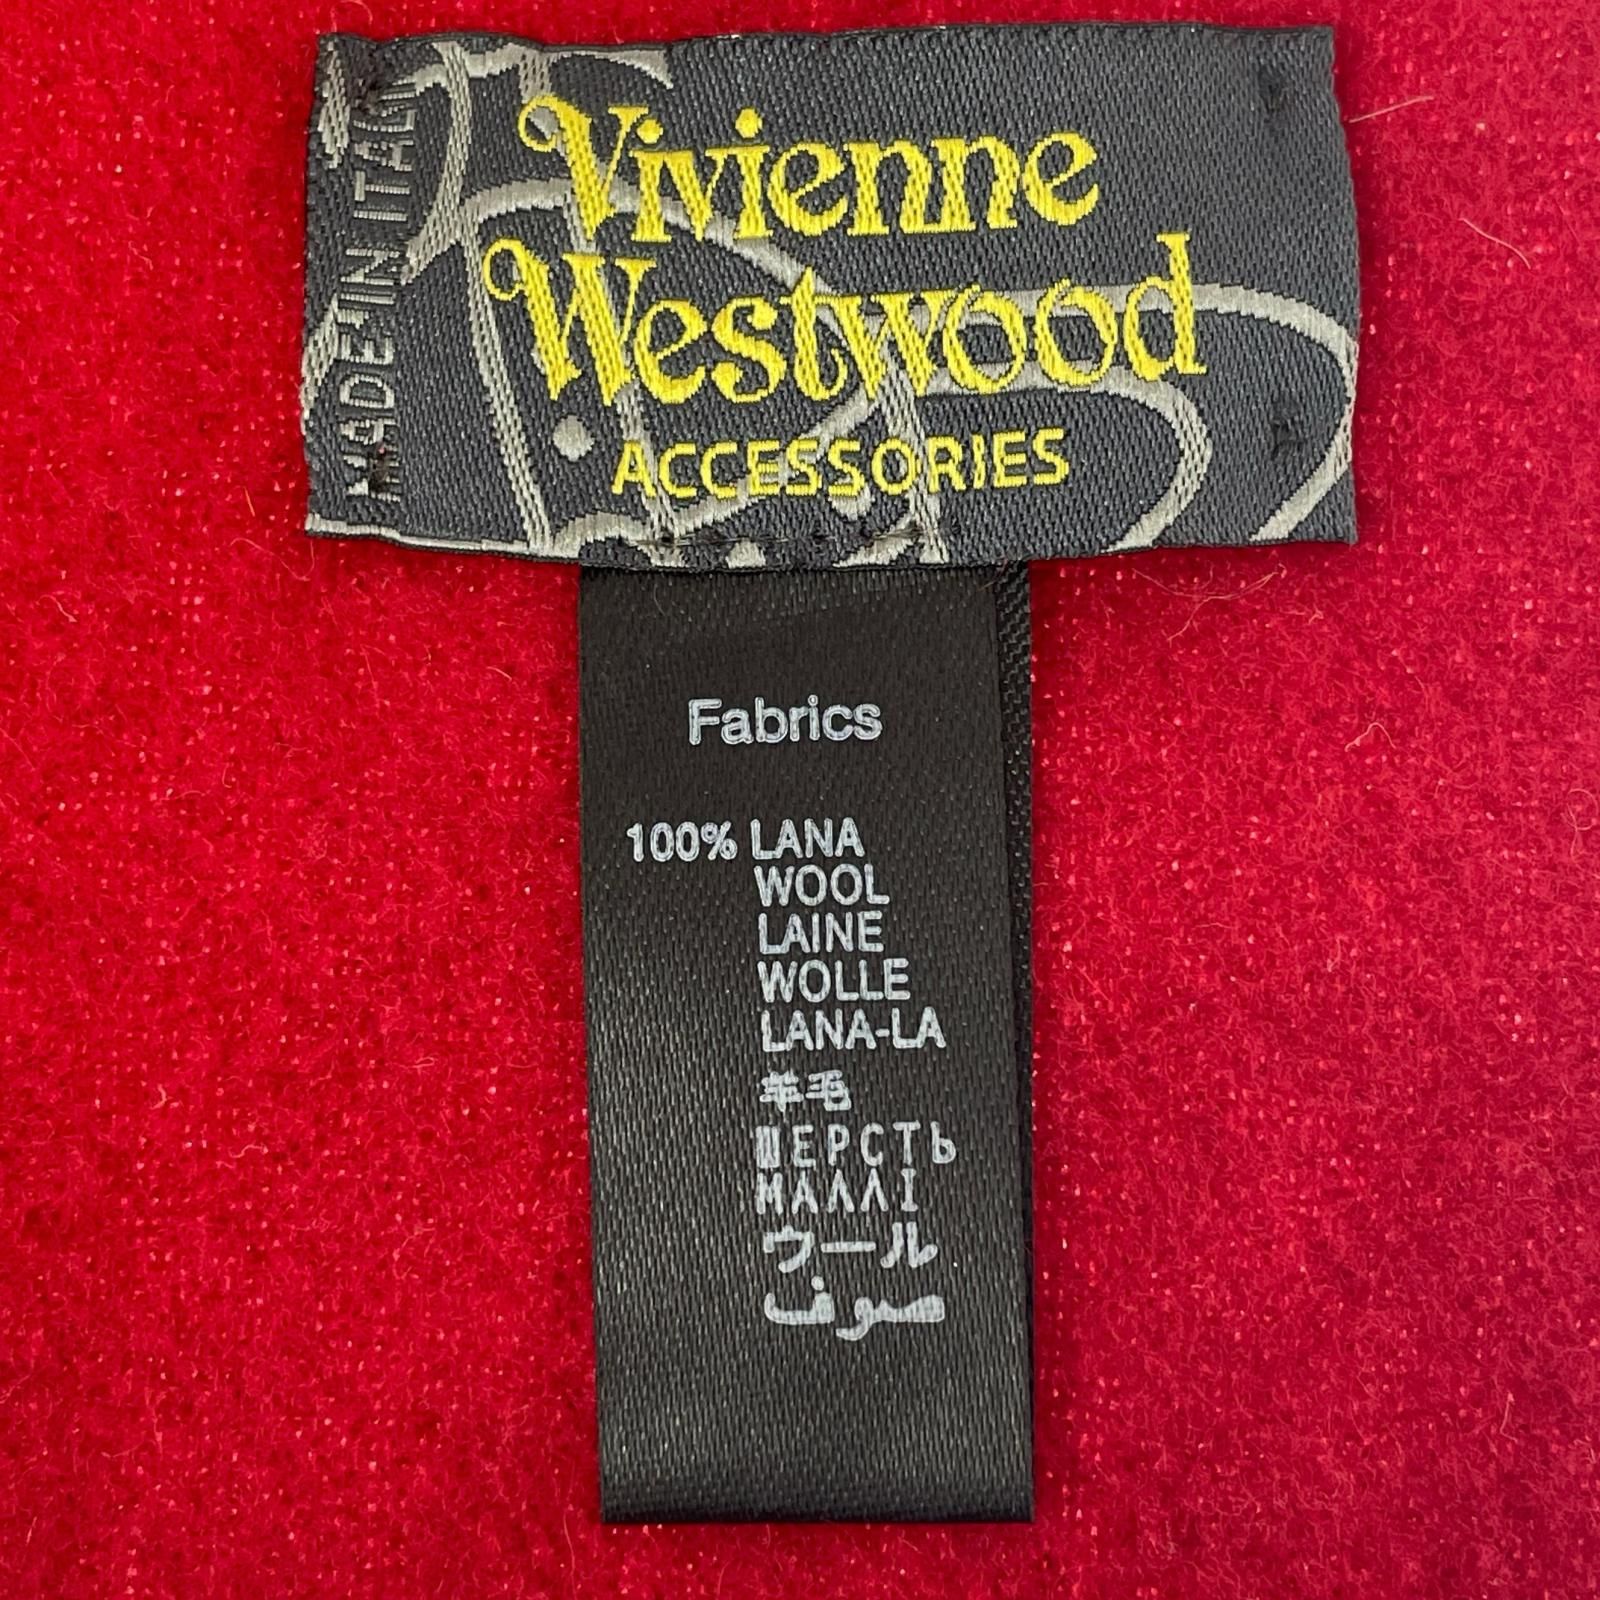 Vivienne
Westwood
ACCESSORIES
MADE IN ITALY
Fabrics
100% LANA
WOOL
LAINE
WOLLE
LANA-LA
羊毛
ШЕРСТЬ
ΜΑΛΛΙ
ウール
صوف